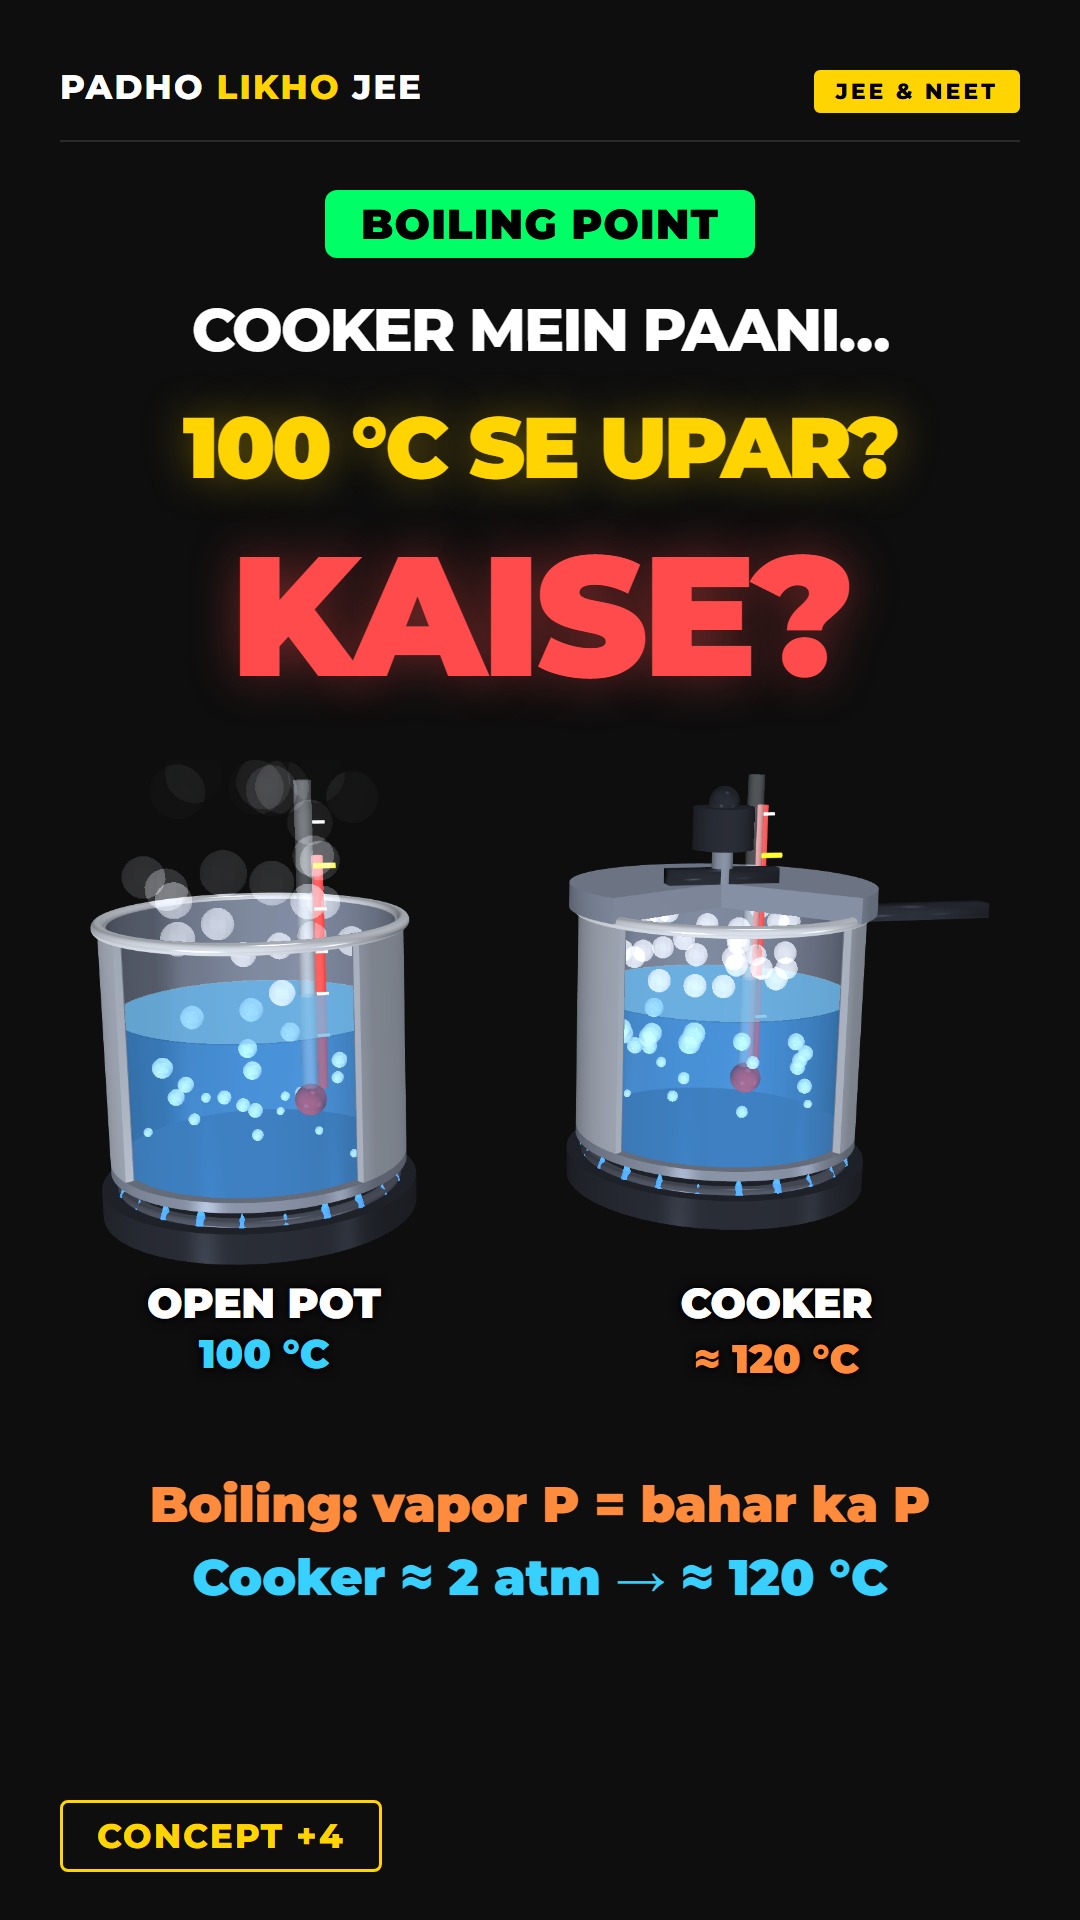 PADHO LIKHO JEE
JEE & NEET
BOILING POINT
COOKER MEIN PAANI...
100 °C SE UPAR?
KAISE?
OPEN POT
100 °C
COOKER
≈ 120 °C
Boiling: vapor P = bahar ka P
Cooker ≈ 2 atm → ≈ 120 °C
CONCEPT +4